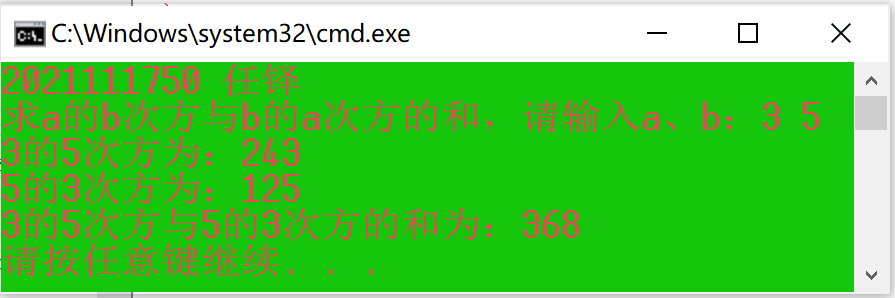 C:\Windows\system32\cmd.exe
2021111750 任铎
求a的b次方与b的a次方的和，请输入a、b：3 5
3的5次方为：243
5的3次方为：125
3的5次方与5的3次方的和为：368
请按任意键继续. . .